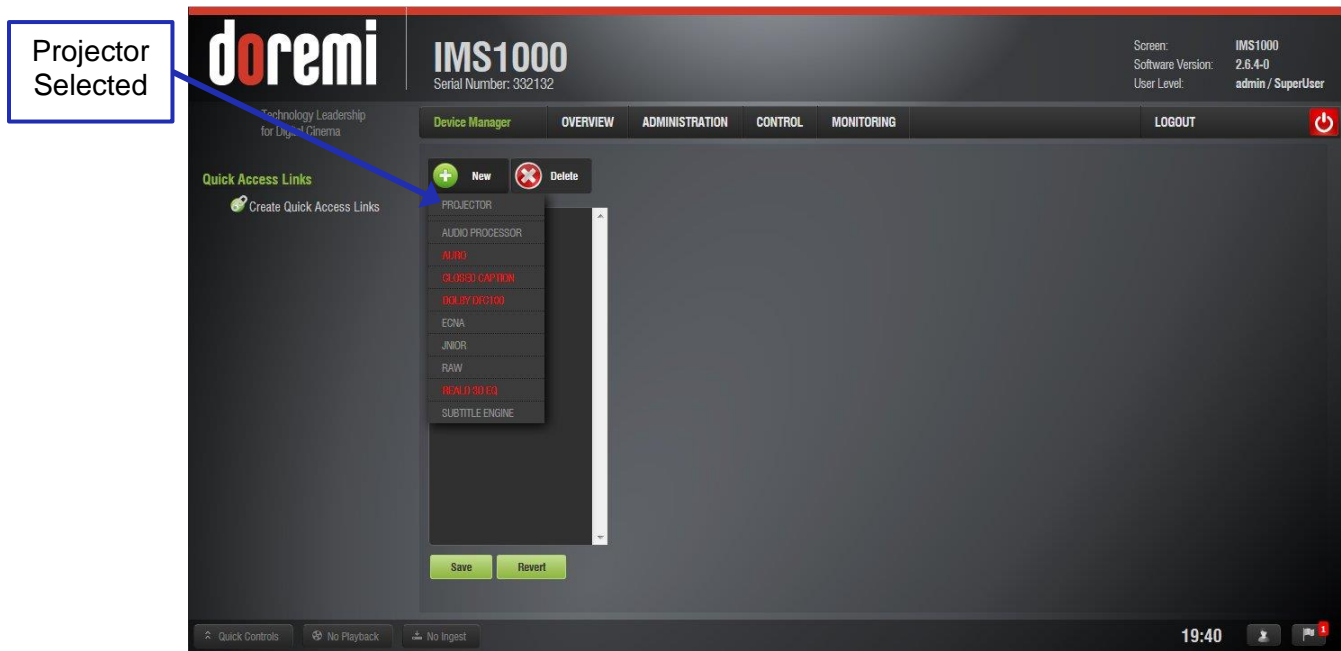 Projector
Selected
doremi
Technology Leadership
for Digital Cinema
IMS1000
Serial Number: 332132
Screen: IMS1000
Software Version: 2.6.4-0
User Level: admin / SuperUser
Device Manager OVERVIEW ADMINISTRATION CONTROL MONITORING LOGOUT
Quick Access Links
Create Quick Access Links
New Delete
PROJECTOR
AUDIO PROCESSOR
AURO
CLOSED CAPTION
DOLBY DFC100
ECNA
JNIOR
RAW
REALD 3D EQ
SUBTITLE ENGINE
Save Revert
Quick Controls No Playback No Ingest 19:40 1